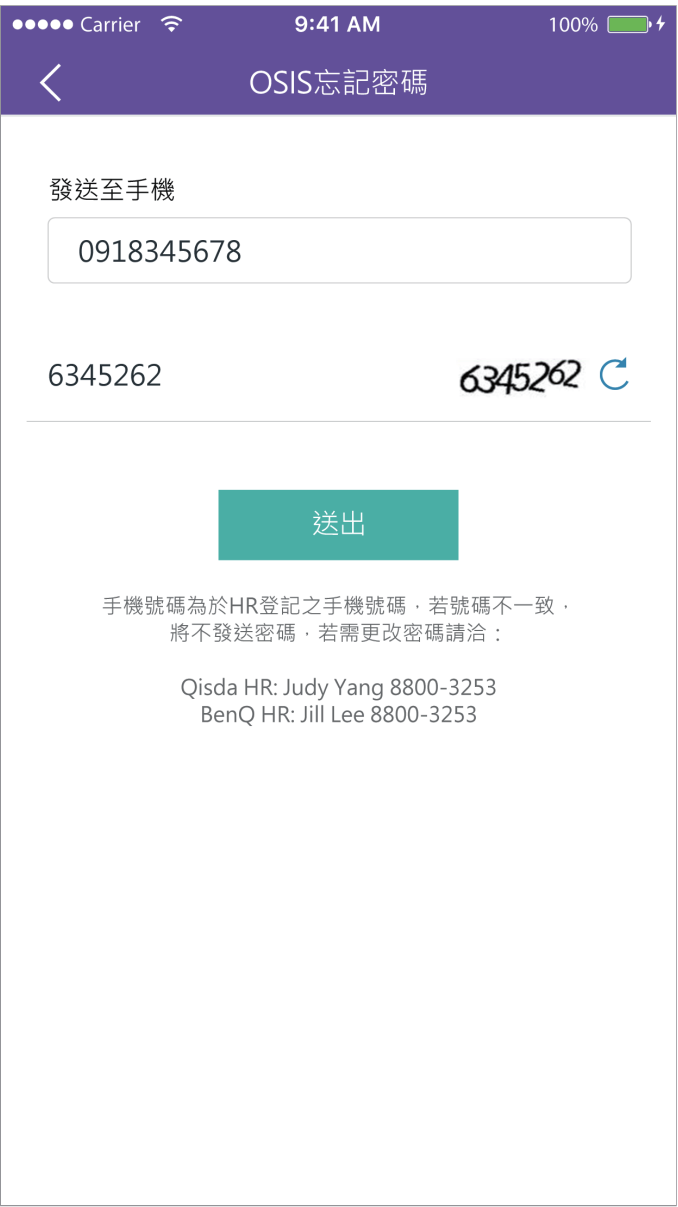 Carrier 9:41 AM 100%
OSIS忘記密碼
發送至手機
0918345678
6345262 6345262
送出
手機號碼為於HR登記之手機號碼，若號碼不一致，
將不發送密碼，若需更改密碼請洽：
Qisda HR: Judy Yang 8800-3253
BenQ HR: Jill Lee 8800-3253